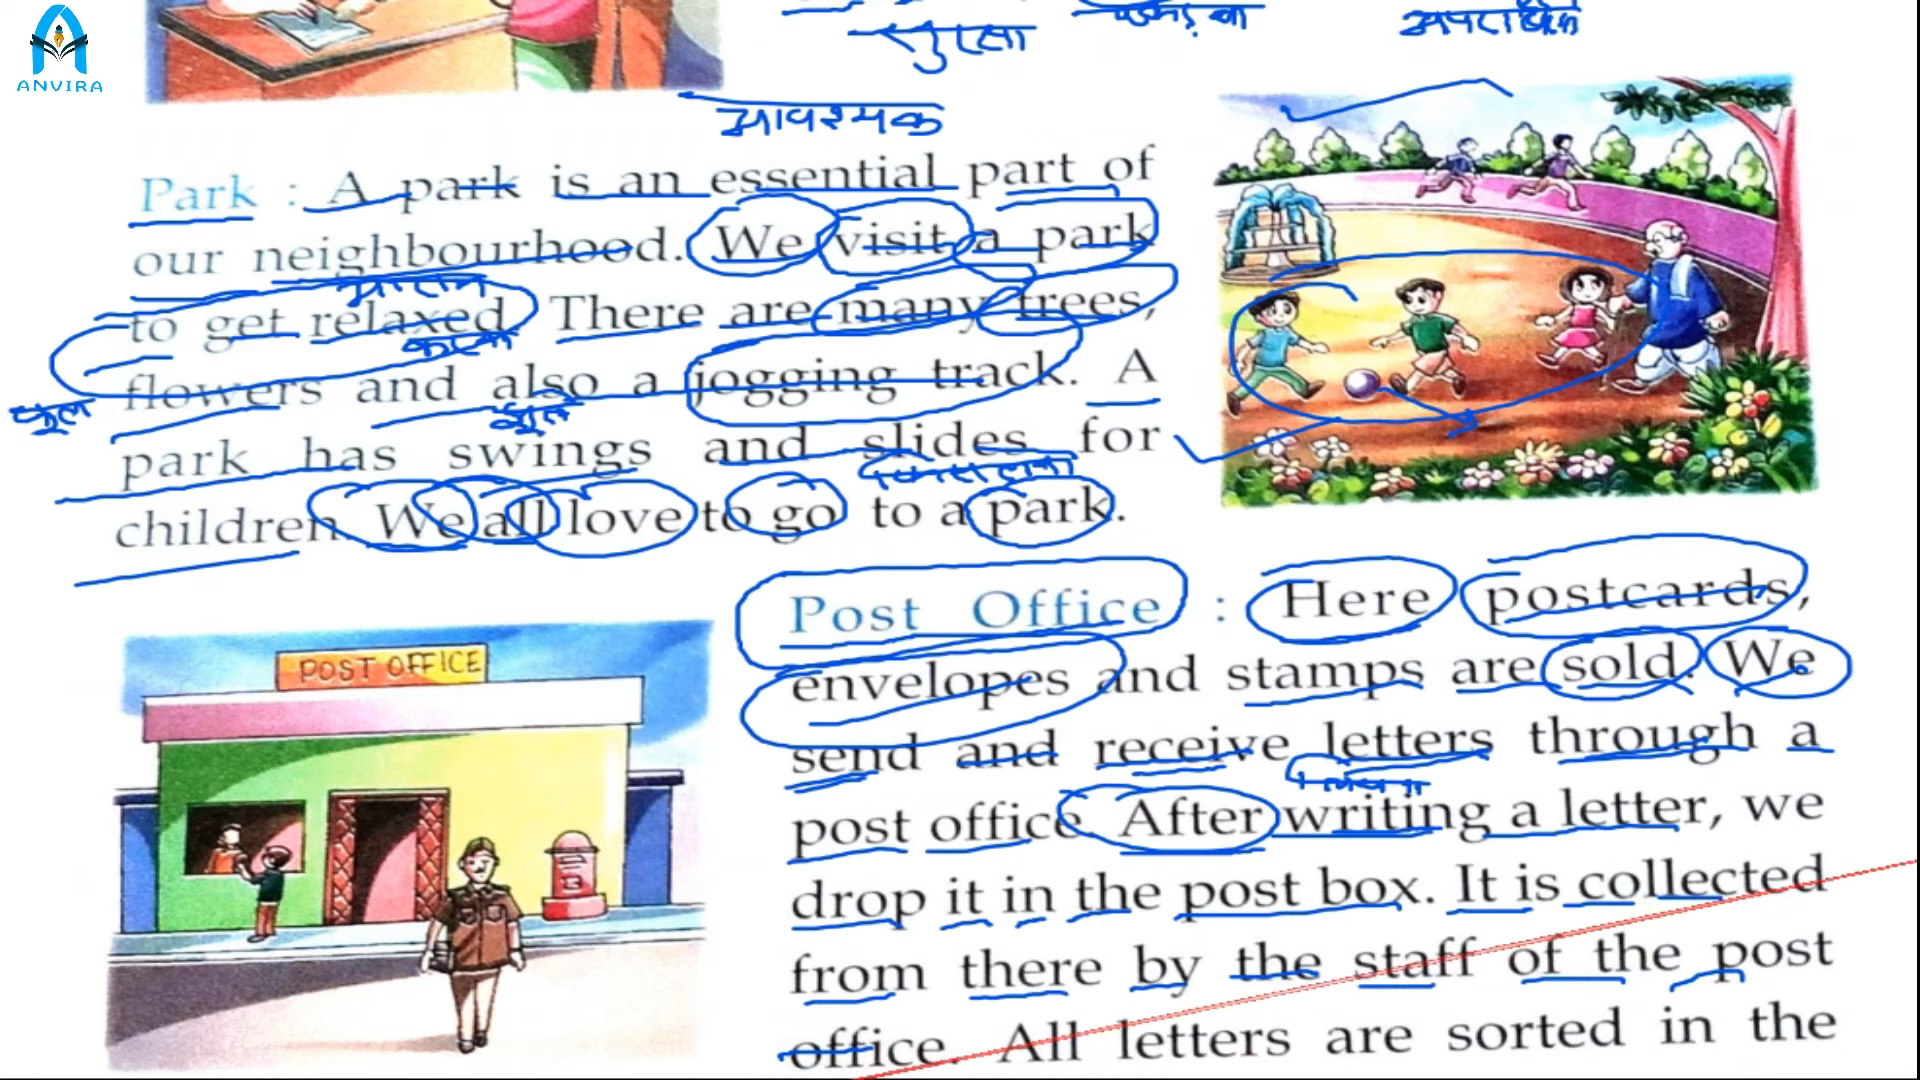 ANVIRA
सुरक्षा
आवश्यक
Park : A park is an essential part of
our neighbourhood. We visit a park
आराम
to get relaxed. There are many trees,
flowers and also a jogging track. A
फूल
झूला
park has swings and slides for
children. We all love to go to a park.
POST OFFICE
Post Office : Here postcards,
envelopes and stamps are sold. We
send and receive letters through a
लिखना
post office. After writing a letter, we
drop it in the post box. It is collected
from there by the staff of the post
office. All letters are sorted in the